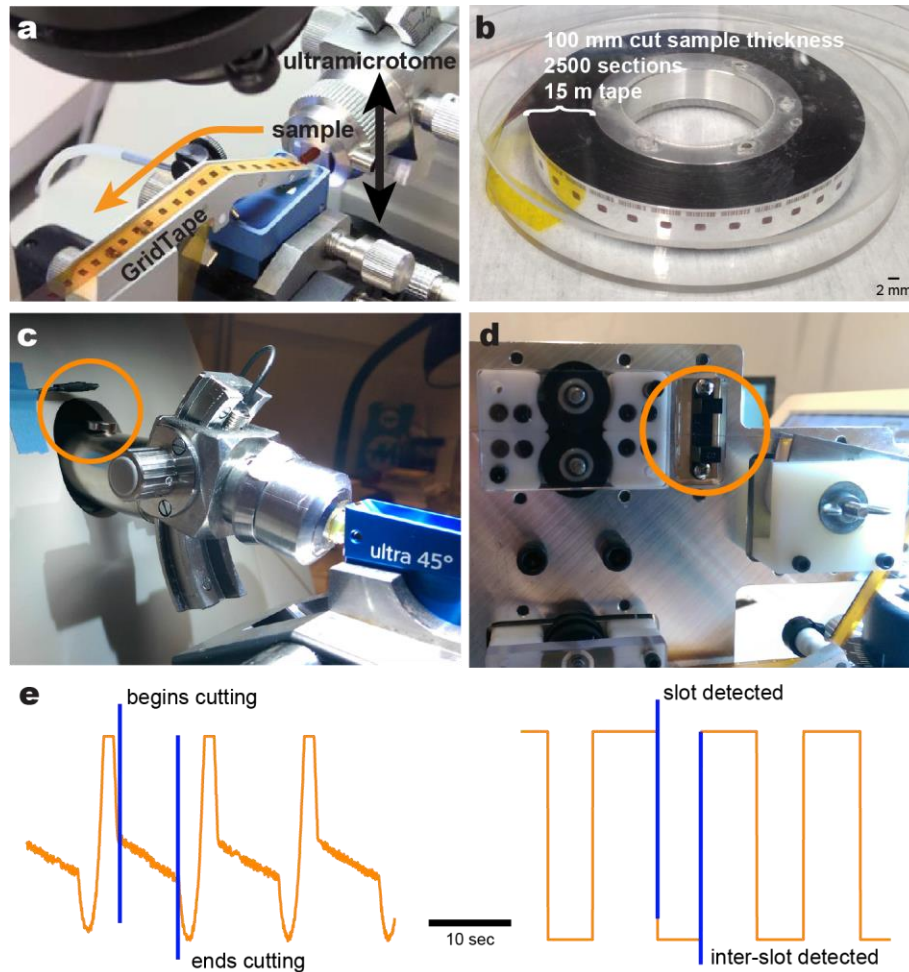 a
ultramicrotome
sample
GridTape
b
100 mm cut sample thickness
2500 sections
15 m tape
2 mm
c
ultra 45°
d
e
begins cutting
ends cutting
10 sec
slot detected
inter-slot detected